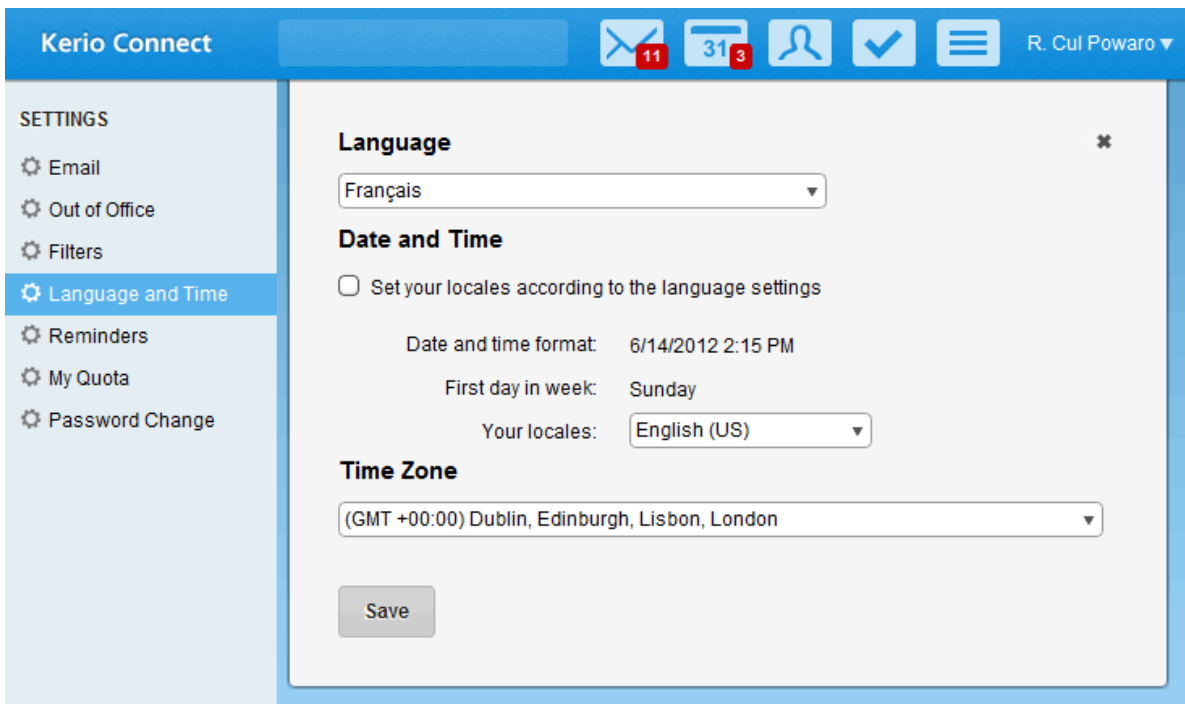 Kerio Connect
11
31
3
R. Cul Powaro
SETTINGS
Email
Out of Office
Filters
Language and Time
Reminders
My Quota
Password Change
Language
Français
Date and Time
Set your locales according to the language settings
Date and time format: 6/14/2012 2:15 PM
First day in week: Sunday
Your locales: English (US)
Time Zone
(GMT +00:00) Dublin, Edinburgh, Lisbon, London
Save